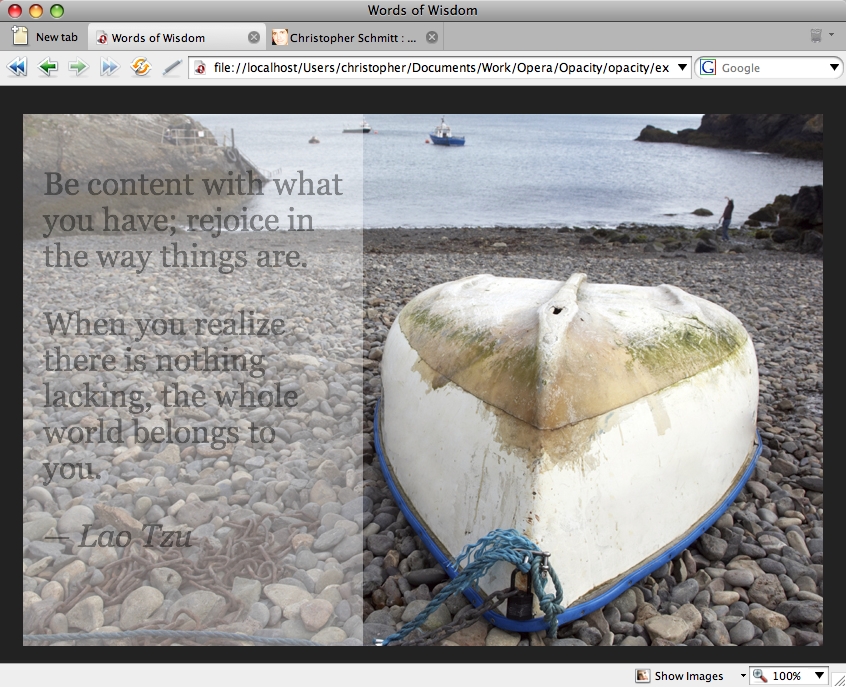 Words of Wisdom
New tab
Words of Wisdom
Christopher Schmitt : ...
file://localhost/Users/christopher/Documents/Work/Opera/Opacity/opacity/ex
Google
Be content with what
you have; rejoice in
the way things are.
When you realize
there is nothing
lacking, the whole
world belongs to
you.
— Lao Tzu
Show Images
100%